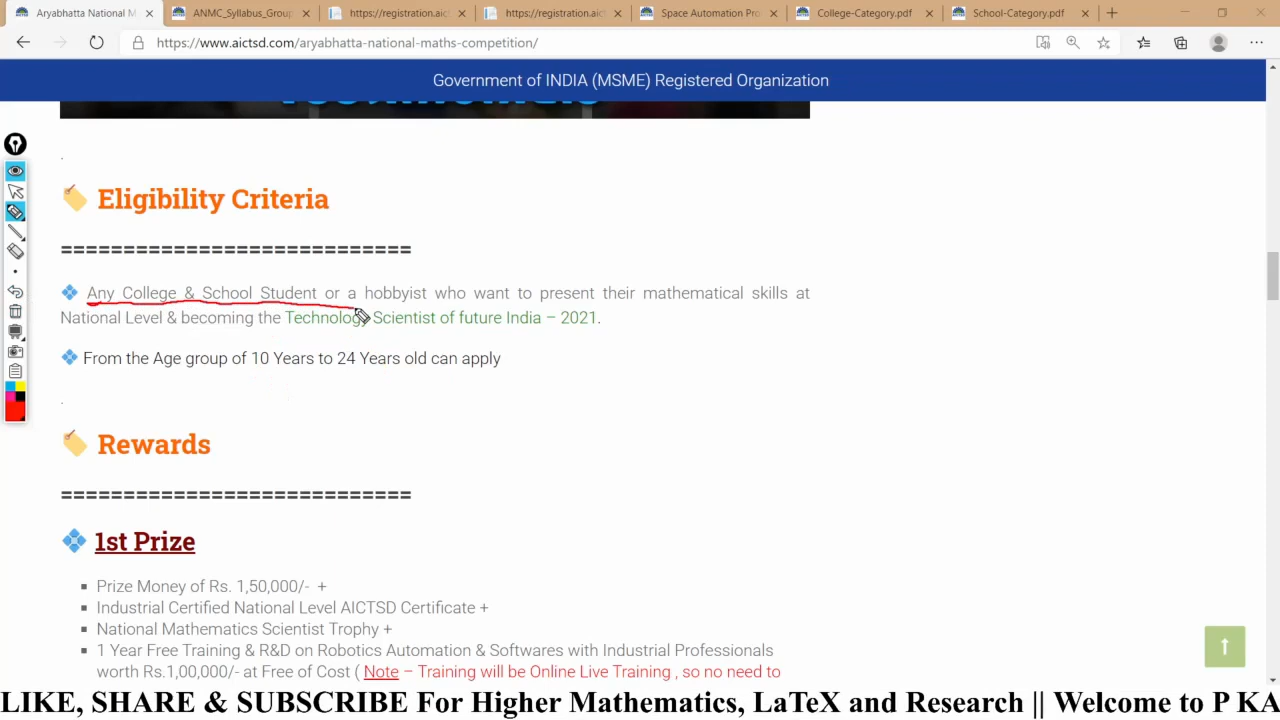 Aryabhatta National M
ANMC_Syllabus_Group
https://registration.aic
https://registration.aict
Space Automation Pro
College-Category.pdf
School-Category.pdf
https://www.aictsd.com/aryabhatta-national-maths-competition/
Government of INDIA (MSME) Registered Organization
Eligibility Criteria
===========================
Any College & School Student or a hobbyist who want to present their mathematical skills at
National Level & becoming the Technology Scientist of future India – 2021.
From the Age group of 10 Years to 24 Years old can apply
.
Rewards
===========================
1st Prize
Prize Money of Rs. 1,50,000/- +
Industrial Certified National Level AICTSD Certificate +
National Mathematics Scientist Trophy +
1 Year Free Training & R&D on Robotics Automation & Softwares with Industrial Professionals
worth Rs.1,00,000/- at Free of Cost ( Note – Training will be Online Live Training , so no need to
LIKE, SHARE & SUBSCRIBE For Higher Mathematics, LaTeX and Research || Welcome to P KA